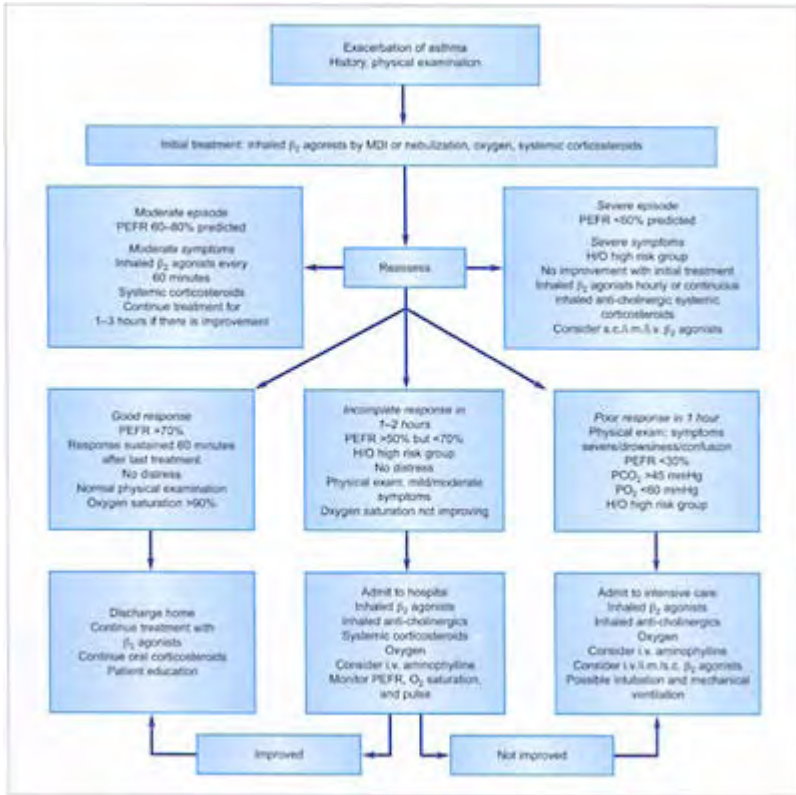 Exacerbation of asthma
History, physical examination
Initial treatment: inhaled β₂ agonists by MDI or nebulization, oxygen, systemic corticosteroids
Moderate episode
PEFR 60–80% predicted
Moderate symptoms
Inhaled β₂ agonists every
60 minutes
Systemic corticosteroids
Continue treatment for
1–3 hours if there is improvement
Reassess
Severe episode
PEFR <60% predicted
Severe symptoms
H/O high risk group
No improvement with initial treatment
Inhaled β₂ agonists hourly or continuous
inhaled anti-cholinergic systemic
corticosteroids
Consider s.c./i.m./i.v. β₂ agonists
Good response
PEFR >70%
Response sustained 60 minutes
after last treatment
No distress
Normal physical examination
Oxygen saturation >90%
Incomplete response in
1–2 hours
PEFR >50% but <70%
H/O high risk group
No distress
Physical exam: mild/moderate
symptoms
Oxygen saturation not improving
Poor response in 1 hour
Physical exam: symptoms
severe/drowsiness/confusion
PEFR <30%
PCO₂ >45 mmHg
PO₂ <60 mmHg
H/O high risk group
Discharge home
Continue treatment with
β₂ agonists
Continue oral corticosteroids
Patient education
Admit to hospital
Inhaled β₂ agonists
Inhaled anti-cholinergics
Systemic corticosteroids
Oxygen
Consider i.v. aminophylline
Monitor PEFR, O₂ saturation,
and pulse
Admit to intensive care
Inhaled β₂ agonists
Inhaled anti-cholinergics
Oxygen
Consider i.v. aminophylline
Consider i.v./i.m./s.c. β₂ agonists
Possible intubation and mechanical
ventilation
Improved
Not improved